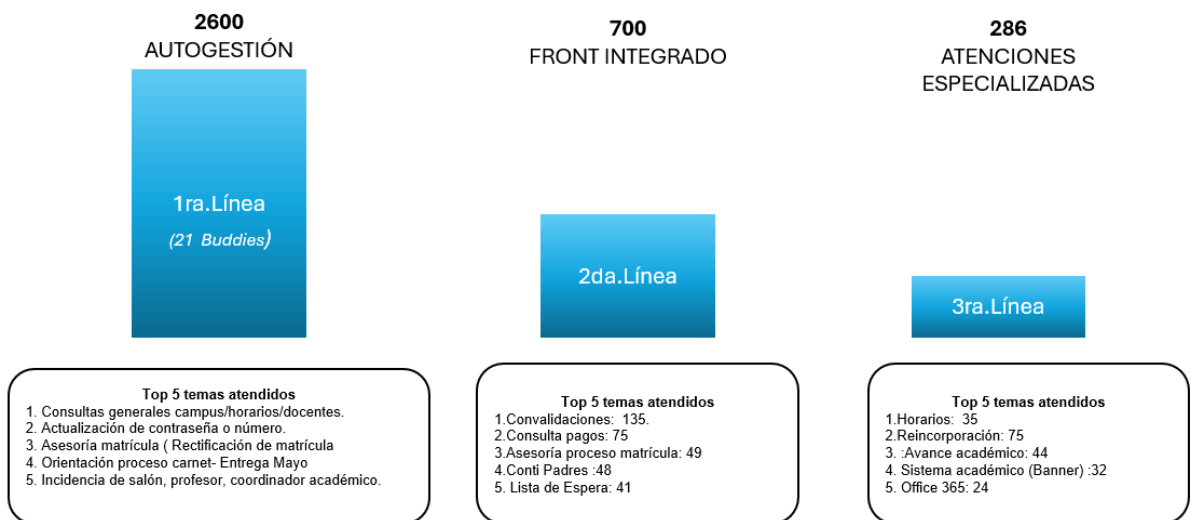 2600
AUTOGESTIÓN
700
FRONT INTEGRADO
286
ATENCIONES
ESPECIALIZADAS
1ra.Línea
(21 Buddies)
2da.Línea
3ra.Línea
Top 5 temas atendidos
1. Consultas generales campus/horarios/docentes.
2. Actualización de contraseña o número.
3. Asesoría matrícula ( Rectificación de matrícula
4. Orientación proceso carnet- Entrega Mayo
5. Incidencia de salón, profesor, coordinador académico.
Top 5 temas atendidos
1.Convalidaciones: 135.
2.Consulta pagos: 75
3.Asesoría proceso matrícula: 49
4.Conti Padres :48
5. Lista de Espera: 41
Top 5 temas atendidos
1.Horarios: 35
2.Reincorporación: 75
3. :Avance académico: 44
4. Sistema académico (Banner) :32
5. Office 365: 24